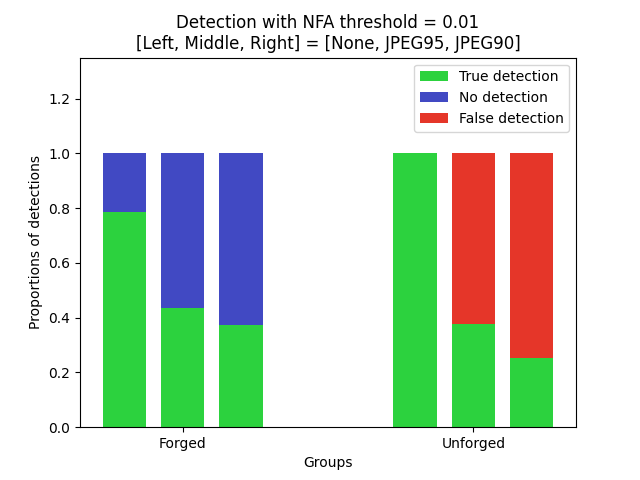 Detection with NFA threshold = 0.01
[Left, Middle, Right] = [None, JPEG95, JPEG90]
True detection
No detection
False detection
Proportions of detections
1.2
1.0
0.8
0.6
0.4
0.2
0.0
Forged
Unforged
Groups